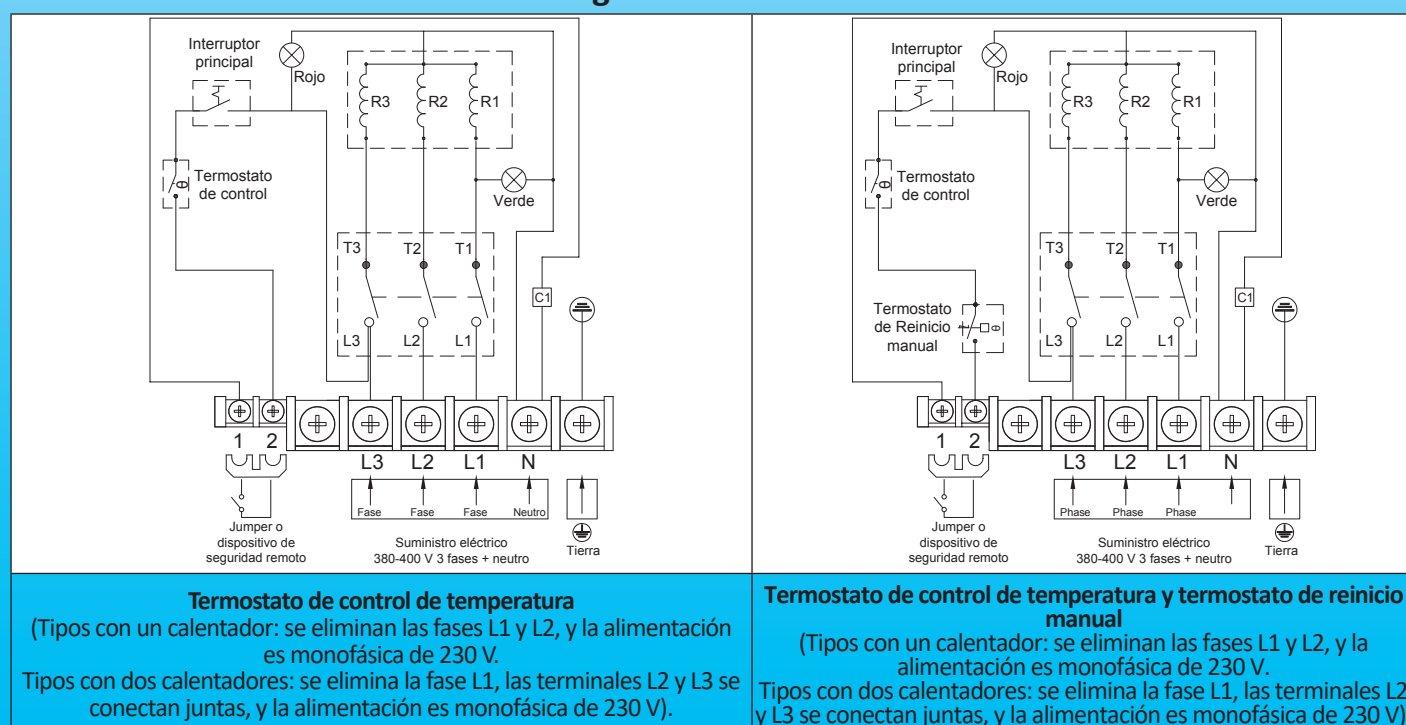 Interruptor
principal
Rojo
R3 R2 R1
Termostato
de control
Verde
T3 T2 T1
C1
L3 L2 L1
1 2
L3 L2 L1 N
Fase Fase Fase Neutro
Jumper o
dispositivo de
seguridad remoto
Suministro eléctrico
380-400 V 3 fases + neutro
Tierra
Termostato de control de temperatura
(Tipos con un calentador: se eliminan las fases L1 y L2, y la alimentación
es monofásica de 230 V.
Tipos con dos calentadores: se elimina la fase L1, las terminales L2 y L3 se
conectan juntas, y la alimentación es monofásica de 230 V).
Interruptor
principal
Rojo
R3 R2 R1
Termostato
de control
Verde
T3 T2 T1
C1
Termostato
de Reinicio
manual
L3 L2 L1
1 2
L3 L2 L1 N
Phase Phase Phase
Jumper o
dispositivo de
seguridad remoto
Suministro eléctrico
380-400 V 3 fases + neutro
Tierra
Termostato de control de temperatura y termostato de reinicio
manual
(Tipos con un calentador: se eliminan las fases L1 y L2, y la
alimentación es monofásica de 230 V.
Tipos con dos calentadores: se elimina la fase L1, las terminales L2
y L3 se conectan juntas, y la alimentación es monofásica de 230 V)